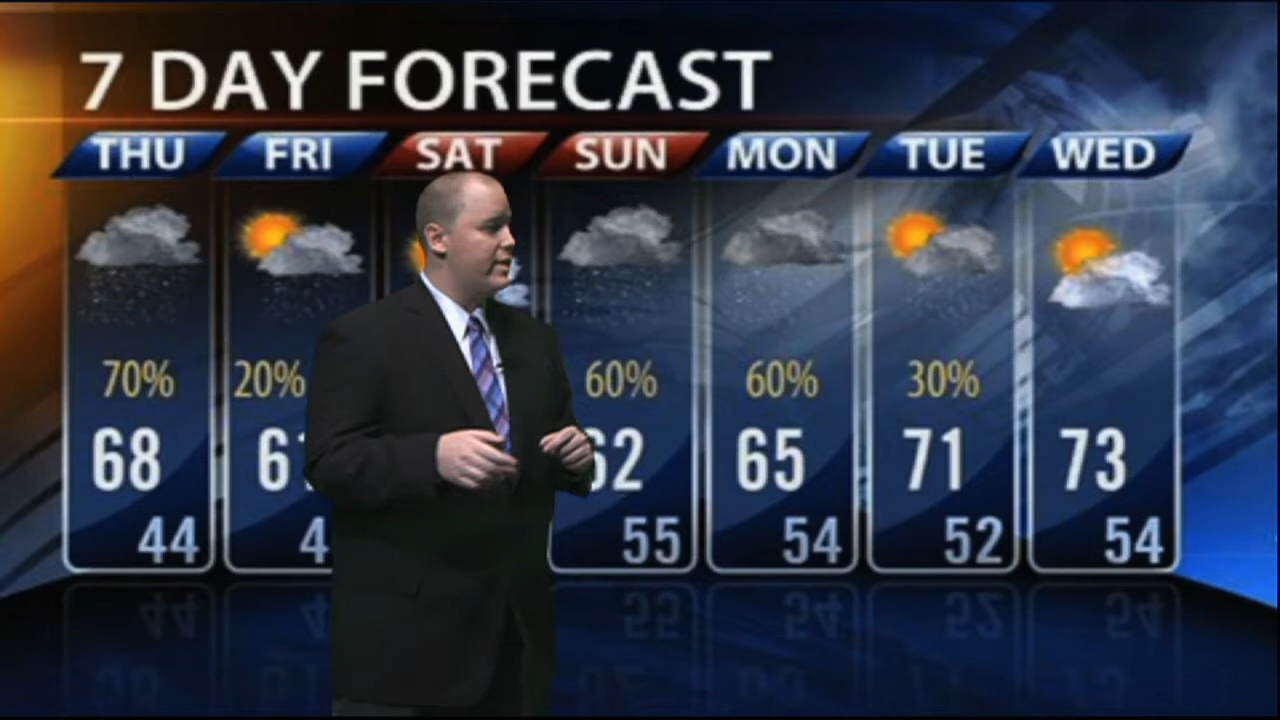 7 DAY FORECAST
THU FRI SAT SUN MON TUE WED
70% 20% 60% 60% 30%
68 62 65 71 73
44 55 54 52 54